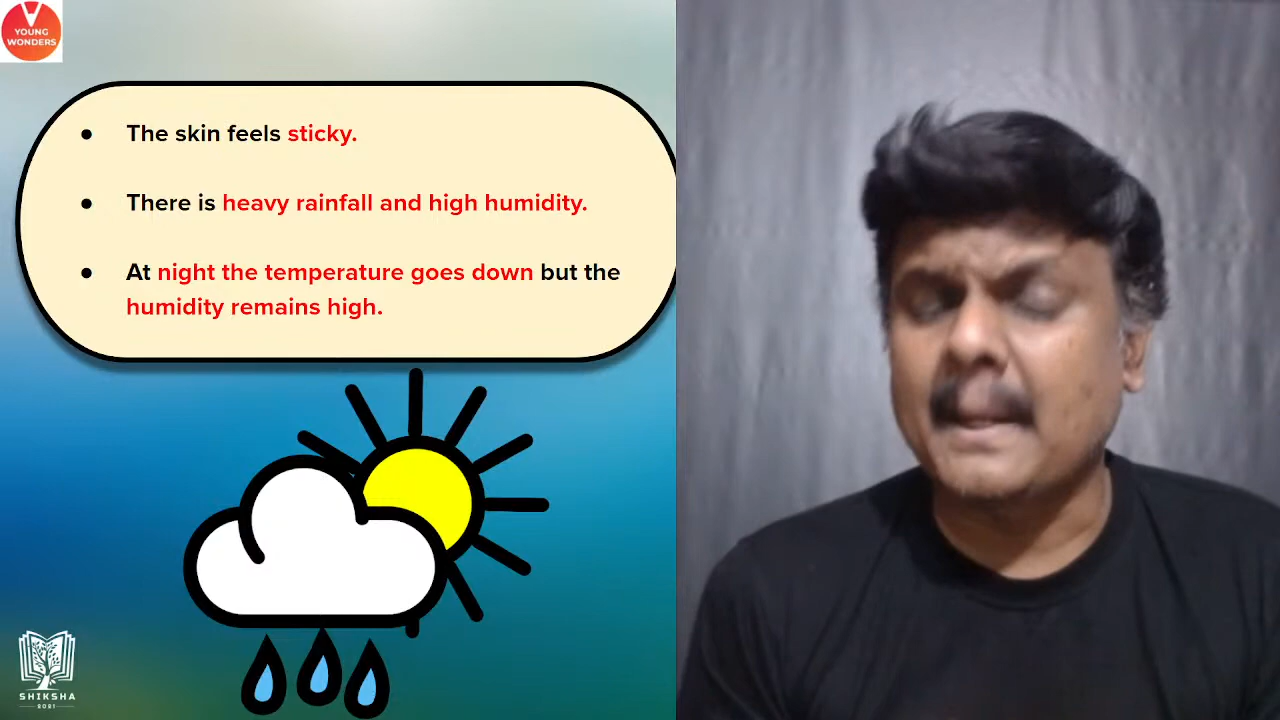 YOUNG
WONDERS
The skin feels sticky.
There is heavy rainfall and high humidity.
At night the temperature goes down but the
humidity remains high.
SHIKSHA